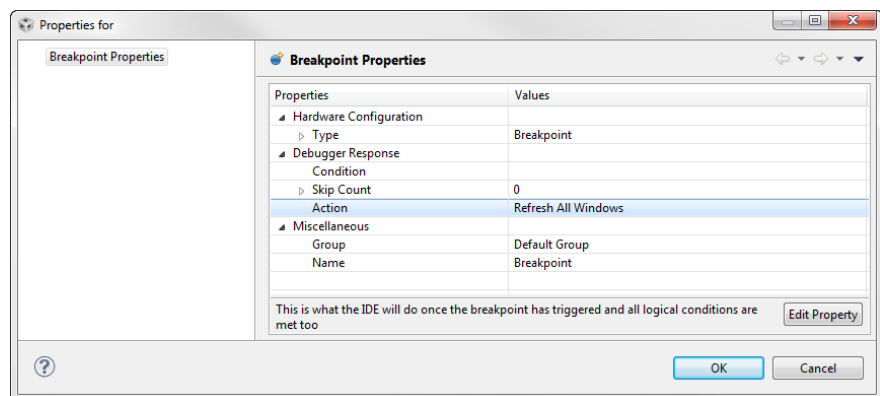 Properties for
Breakpoint Properties
Breakpoint Properties
Properties Values
Hardware Configuration
Type Breakpoint
Debugger Response
Condition
Skip Count 0
Action Refresh All Windows
Miscellaneous
Group Default Group
Name Breakpoint
This is what the IDE will do once the breakpoint has triggered and all logical conditions are
met too
Edit Property
OK Cancel